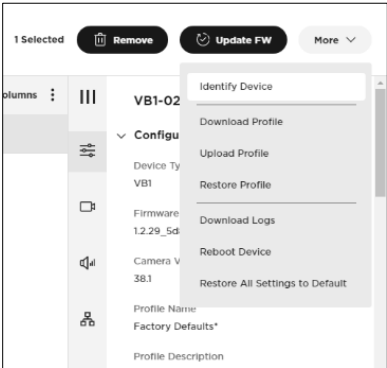 1 Selected
Remove
Update FW
More
olumns
VB1-02
Configu
Device Ty
VB1
Firmware
1.2.29_5d
Camera V
38.1
Profile Name
Factory Defaults*
Profile Description
Identify Device
Download Profile
Upload Profile
Restore Profile
Download Logs
Reboot Device
Restore All Settings to Default